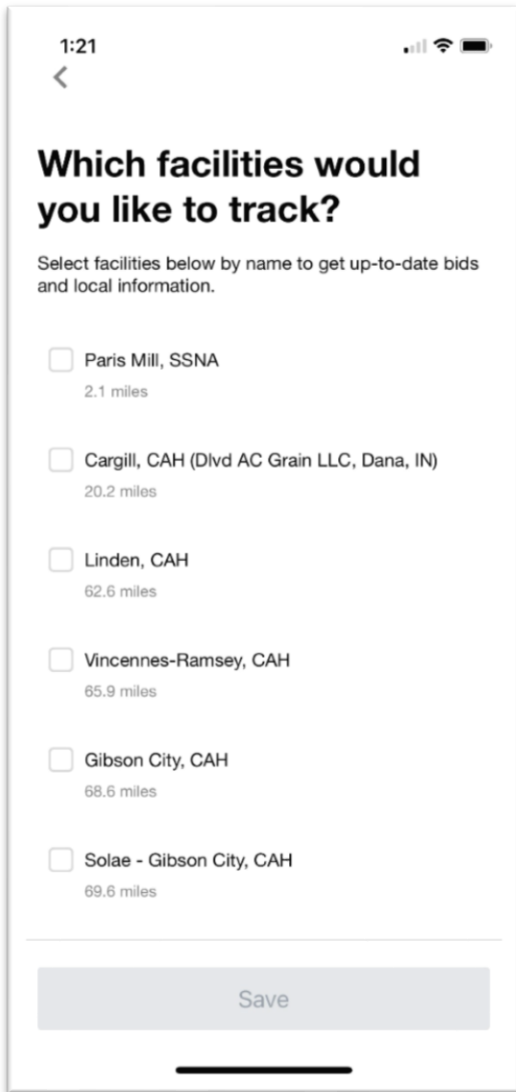 1:21
Which facilities would
you like to track?
Select facilities below by name to get up-to-date bids
and local information.
Paris Mill, SSNA
2.1 miles
Cargill, CAH (Dlvd AC Grain LLC, Dana, IN)
20.2 miles
Linden, CAH
62.6 miles
Vincennes-Ramsey, CAH
65.9 miles
Gibson City, CAH
68.6 miles
Solae - Gibson City, CAH
69.6 miles
Save